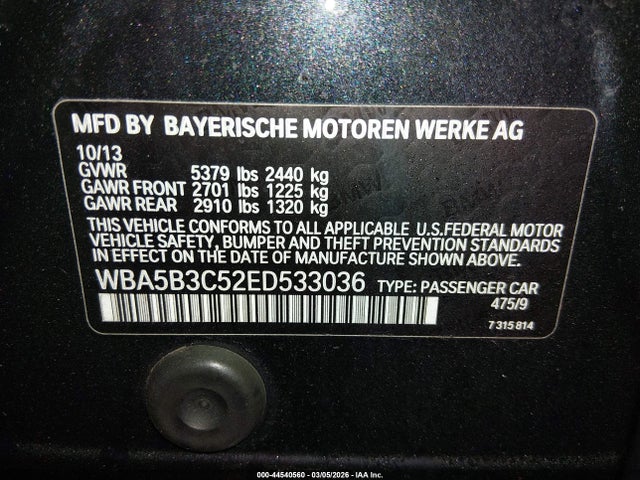 MFD BY BAYERISCHE MOTOREN WERKE AG
10/13
GVWR 5379 lbs 2440 kg
GAWR FRONT 2701 lbs 1225 kg
GAWR REAR 2910 lbs 1320 kg
THIS VEHICLE CONFORMS TO ALL APPLICABLE U.S.FEDERAL MOTOR
VEHICLE SAFETY, BUMPER AND THEFT PREVENTION STANDARDS
IN EFFECT ON THE DATE OF MANUFACTURE SHOWN ABOVE.
WBA5B3C52ED533036 TYPE: PASSENGER CAR
475/9
7 315 814
000-44540560 - 03/05/2026 - IAA Inc.